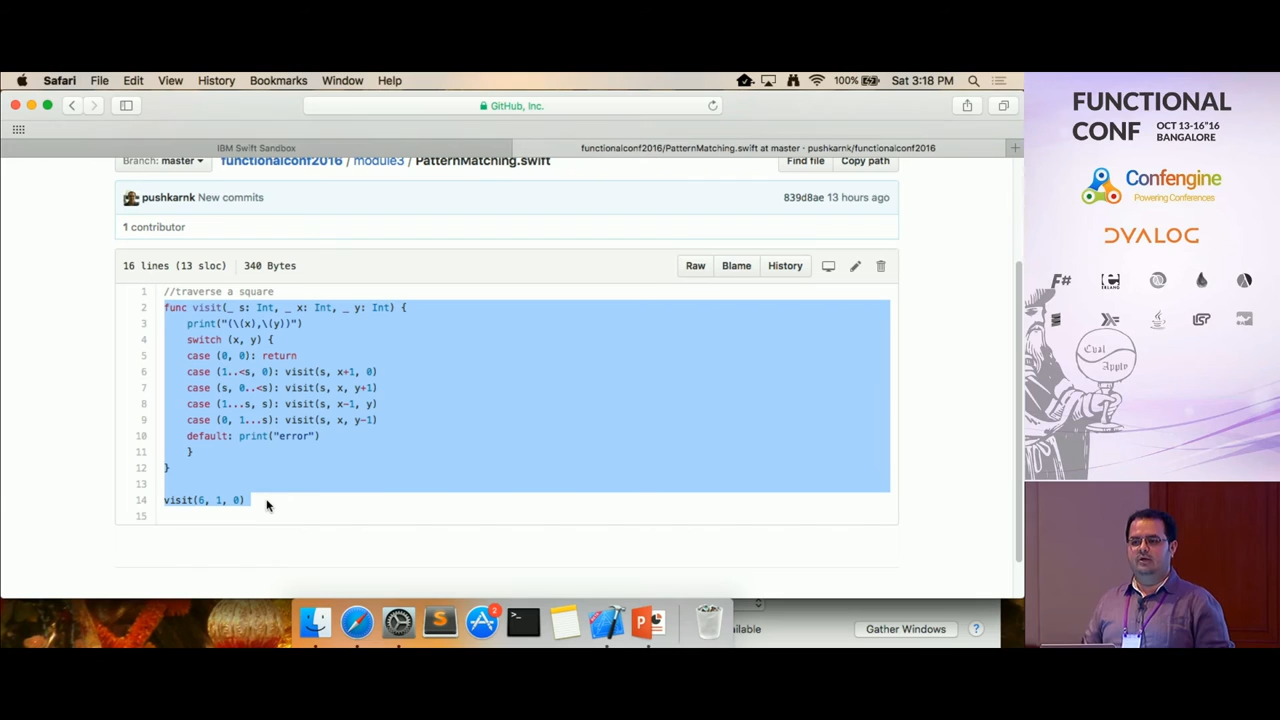 Safari File Edit View History Bookmarks Window Help 100% Sat 3:18 PM
GitHub, Inc.
IBM Swift Sandbox
functionalconf2016/PatternMatching.swift at master · pushkarnk/functionalconf2016
Branch: master functionalconf2016 / module3 / PatternMatching.swift Find file Copy path
pushkarnk New commits 839d8ae 13 hours ago
1 contributor
16 lines (13 sloc) 340 Bytes Raw Blame History
1 //traverse a square
2 func visit(_ s: Int, _ x: Int, _ y: Int) {
3 print("(\(x),\(y))")
4 switch (x, y) {
5 case (0, 0): return
6 case (1..<s, 0): visit(s, x+1, 0)
7 case (s, 0..<s): visit(s, x, y+1)
8 case (1...s, s): visit(s, x-1, y)
9 case (0, 1...s): visit(s, x, y-1)
10 default: print("error")
11 }
12 }
13
14 visit(6, 1, 0)
15
2
ailable
Gather Windows
?
FUNCTIONAL
CONF OCT 13-16"16
BANGALORE
Confengine
Powering Conferences
DYALOG
F#
ERLANG
LISP
Eval
Apply